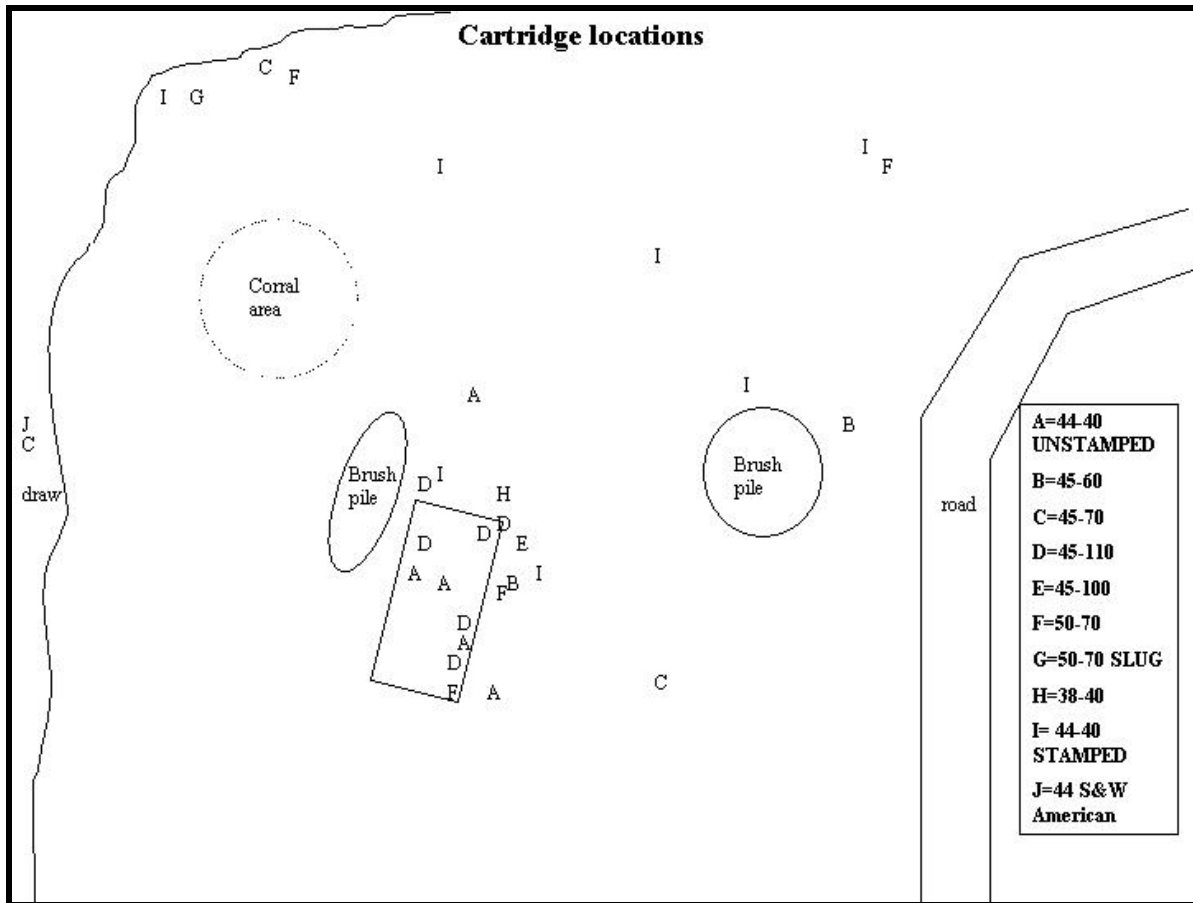 Cartridge locations
C
F
I G
I
I
F
I
Corral
area
I
A
J
C
B
Brush
pile
D I
H
D
D
E
D
A
A
I
B
F
D
A
D
F
A
C
draw
Brush
pile
road
A=44-40
UNSTAMPED
B=45-60
C=45-70
D=45-110
E=45-100
F=50-70
G=50-70 SLUG
H=38-40
I= 44-40
STAMPED
J=44 S&W
American